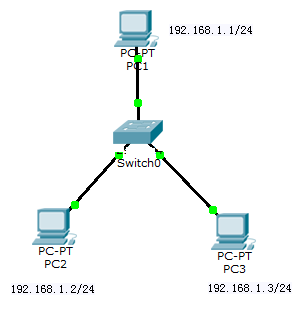 192.168.1.1/24
PC-PT
PC1
Switch0
PC-PT
PC2
PC-PT
PC3
192.168.1.2/24
192.168.1.3/24